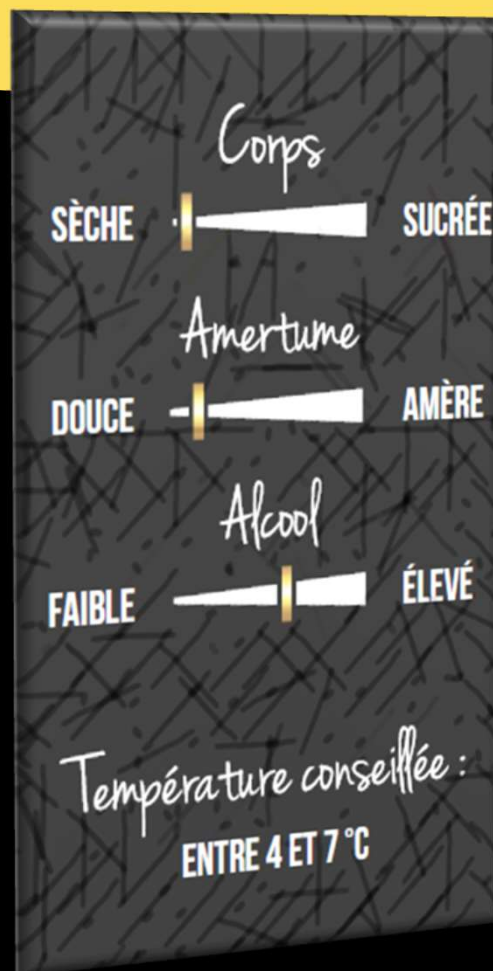 Corps
SÈCHE SUCRÉE
Amertume
DOUCE AMÈRE
Alcool
FAIBLE ÉLEVÉ
Température conseillée :
ENTRE 4 ET 7 °C